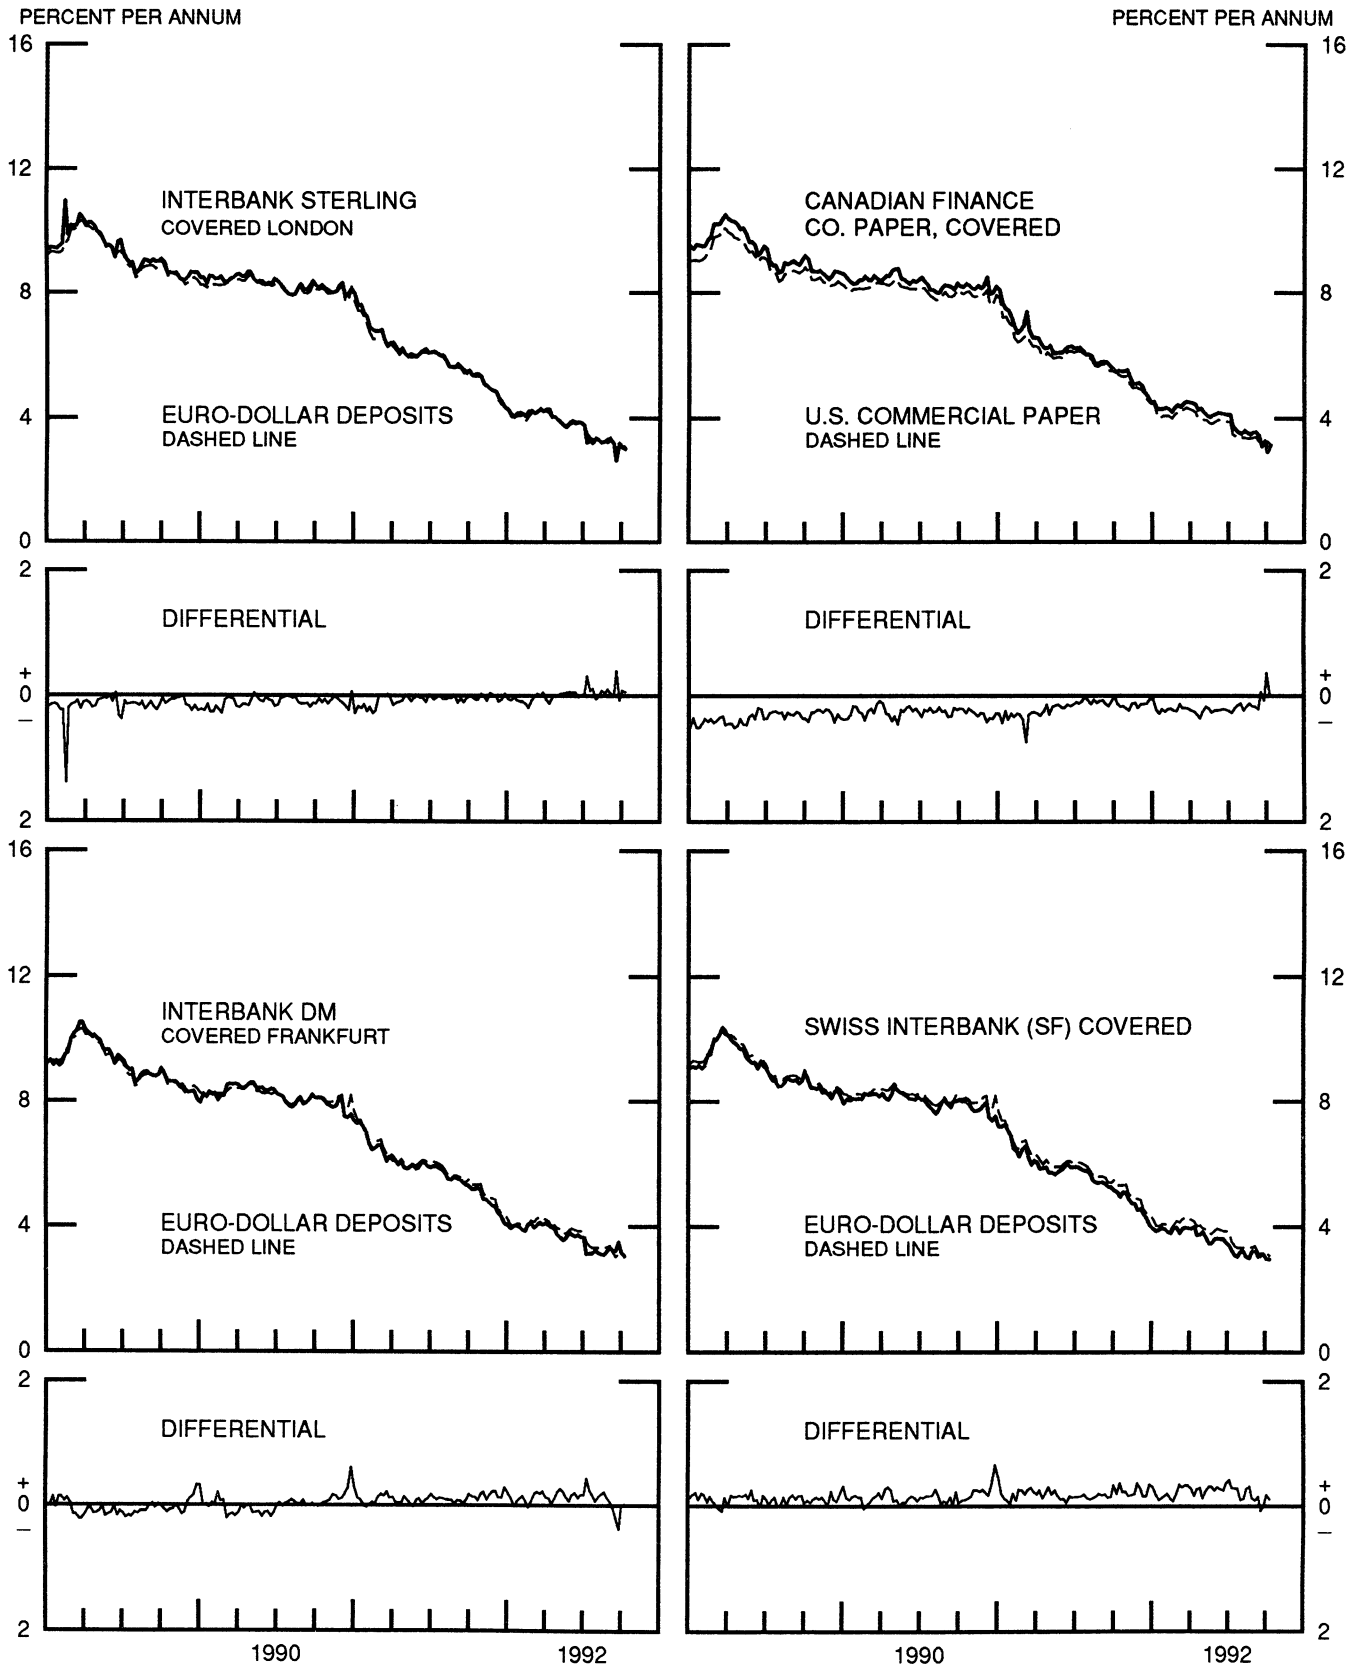 PERCENT PER ANNUM
PERCENT PER ANNUM
16
12
8
4
0
INTERBANK STERLING
COVERED LONDON
EURO-DOLLAR DEPOSITS
DASHED LINE
CANADIAN FINANCE
CO. PAPER, COVERED
U.S. COMMERCIAL PAPER
DASHED LINE
16
12
8
4
0
2
+
0
−
2
DIFFERENTIAL
DIFFERENTIAL
2
+
0
−
2
16
12
8
4
0
INTERBANK DM
COVERED FRANKFURT
EURO-DOLLAR DEPOSITS
DASHED LINE
SWISS INTERBANK (SF) COVERED
EURO-DOLLAR DEPOSITS
DASHED LINE
16
12
8
4
0
2
+
0
−
2
DIFFERENTIAL
DIFFERENTIAL
2
+
0
−
2
1990
1992
1990
1992